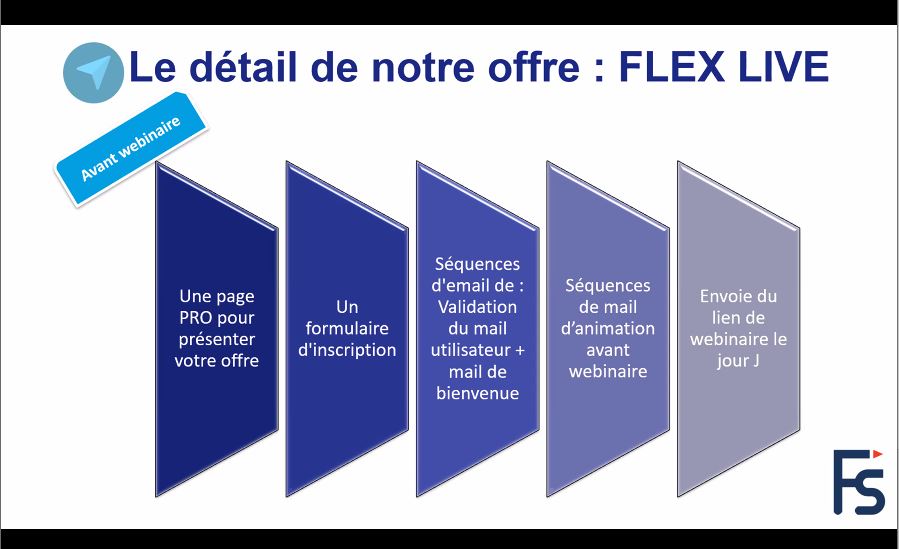 Le détail de notre offre : FLEX LIVE
Avant webinaire
Une page
PRO pour
présenter
votre offre
Un
formulaire
d'inscription
Séquences
d'email de :
Validation
du mail
utilisateur +
mail de
bienvenue
Séquences
de mail
d’animation
avant
webinaire
Envoie du
lien de
webinaire le
jour J
FS